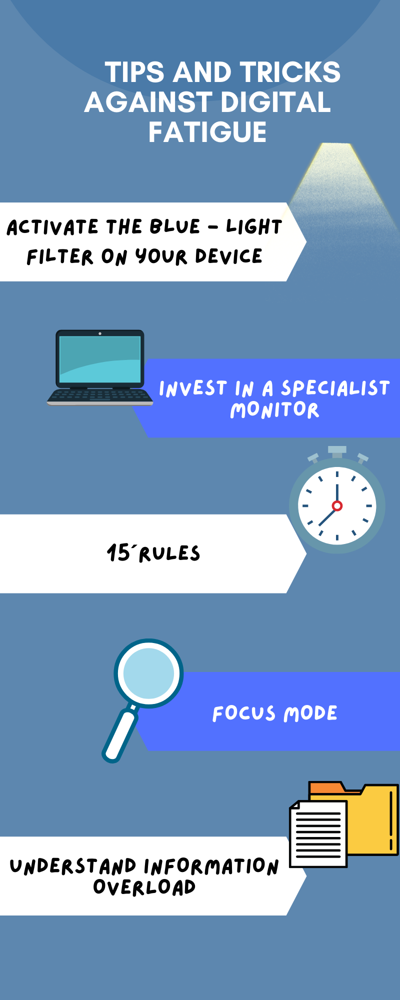 TIPS AND TRICKS
AGAINST DIGITAL
FATIGUE
ACTIVATE THE BLUE - LIGHT
FILTER ON YOUR DEVICE
INVEST IN A SPECIALIST
MONITOR
15´RULES
FOCUS MODE
UNDERSTAND INFORMATION
OVERLOAD